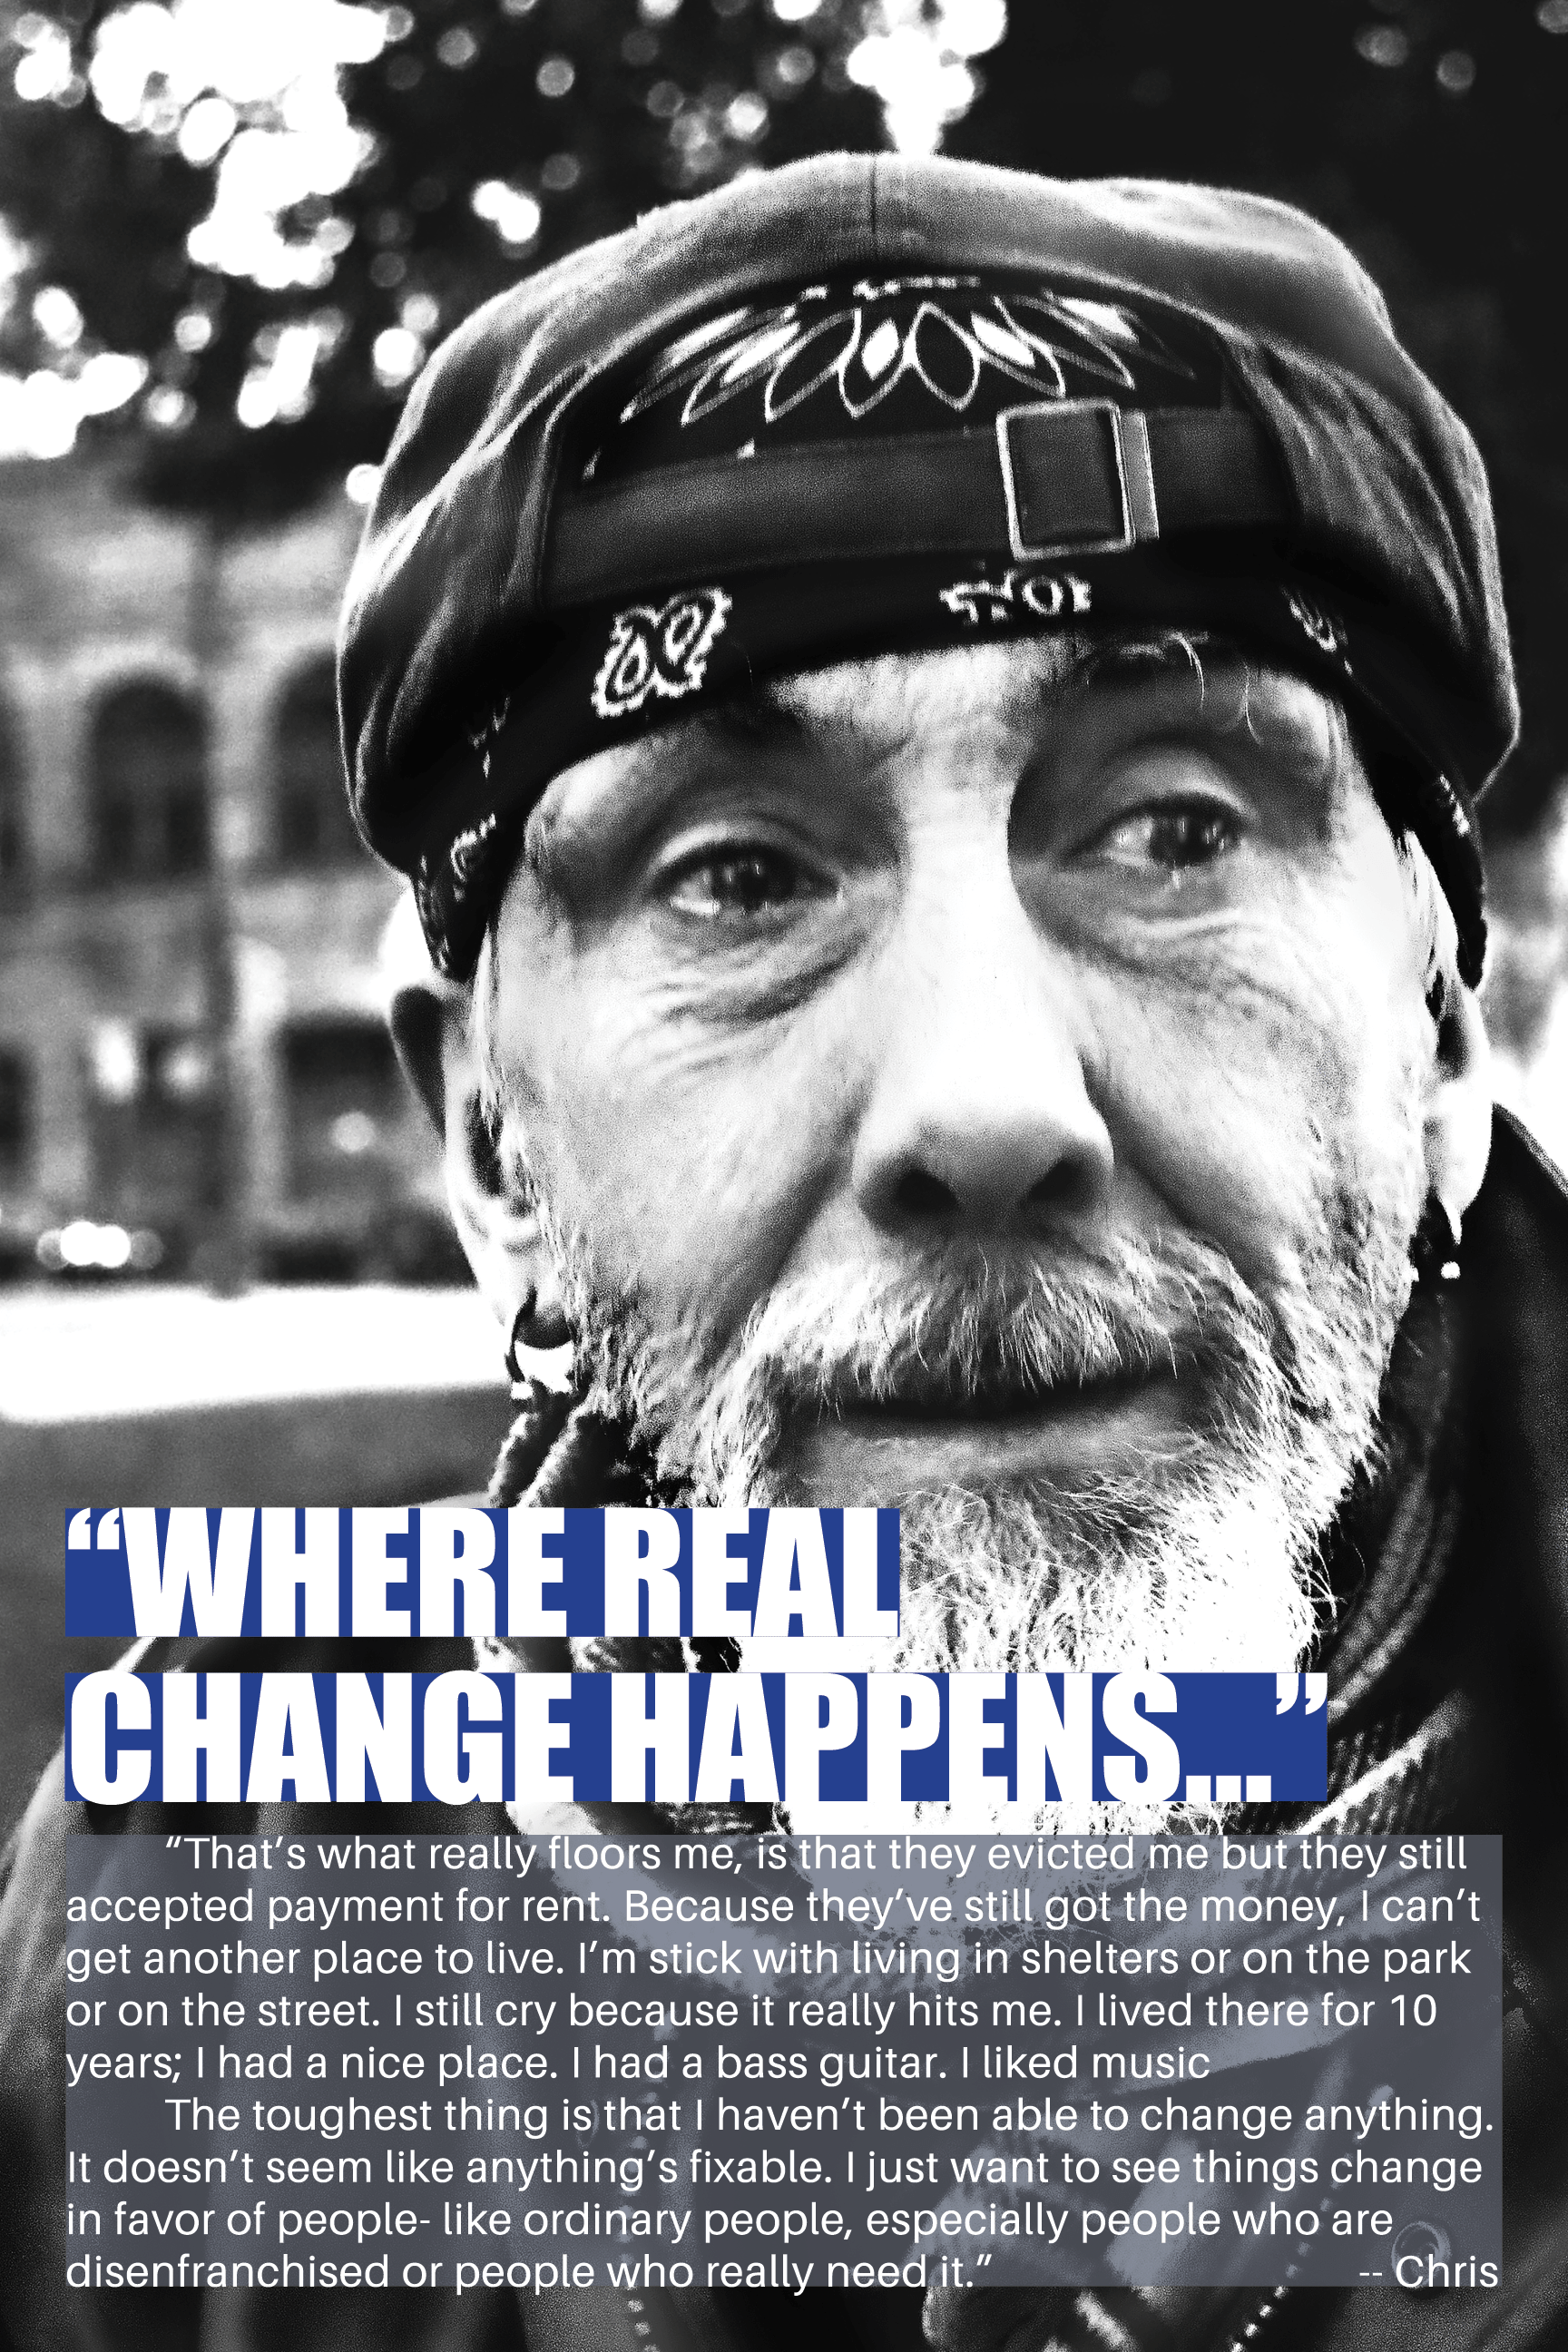 “WHERE REAL
CHANGE HAPPENS...”
“That’s what really floors me, is that they evicted me but they still
accepted payment for rent. Because they’ve still got the money, I can’t
get another place to live. I’m stick with living in shelters or on the park
or on the street. I still cry because it really hits me. I lived there for 10
years; I had a nice place. I had a bass guitar. I liked music
The toughest thing is that I haven’t been able to change anything.
It doesn’t seem like anything’s fixable. I just want to see things change
in favor of people- like ordinary people, especially people who are
disenfranchised or people who really need it.” -- Chris